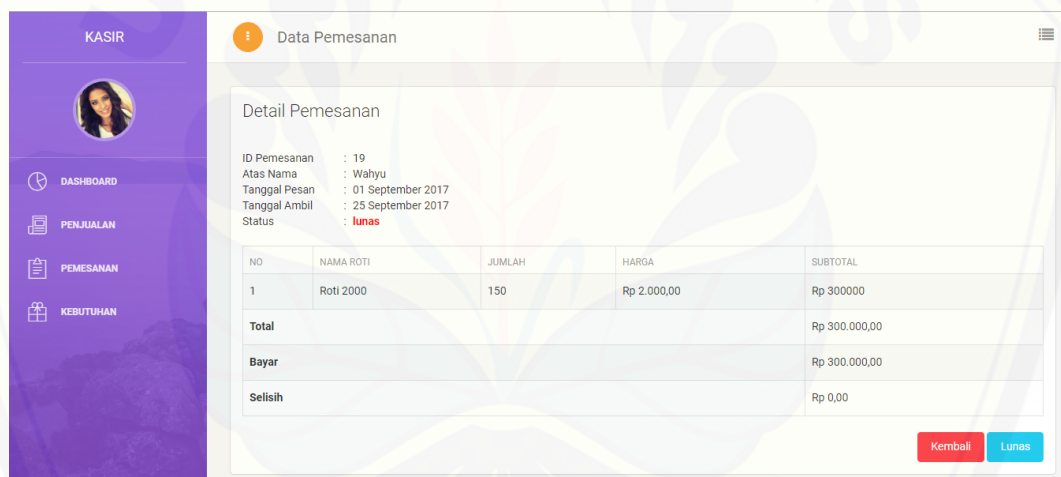 KASIR
Data Pemesanan
DASHBOARD
PENJUALAN
PEMESANAN
KEBUTUHAN
Detail Pemesanan
ID Pemesanan : 19
Atas Nama : Wahyu
Tanggal Pesan : 01 September 2017
Tanggal Ambil : 25 September 2017
Status : lunas
NO NAMA ROTI JUMLAH HARGA SUBTOTAL
1 Roti 2000 150 Rp 2.000,00 Rp 300000
Total Rp 300.000,00
Bayar Rp 300.000,00
Selisih Rp 0,00
Kembali Lunas